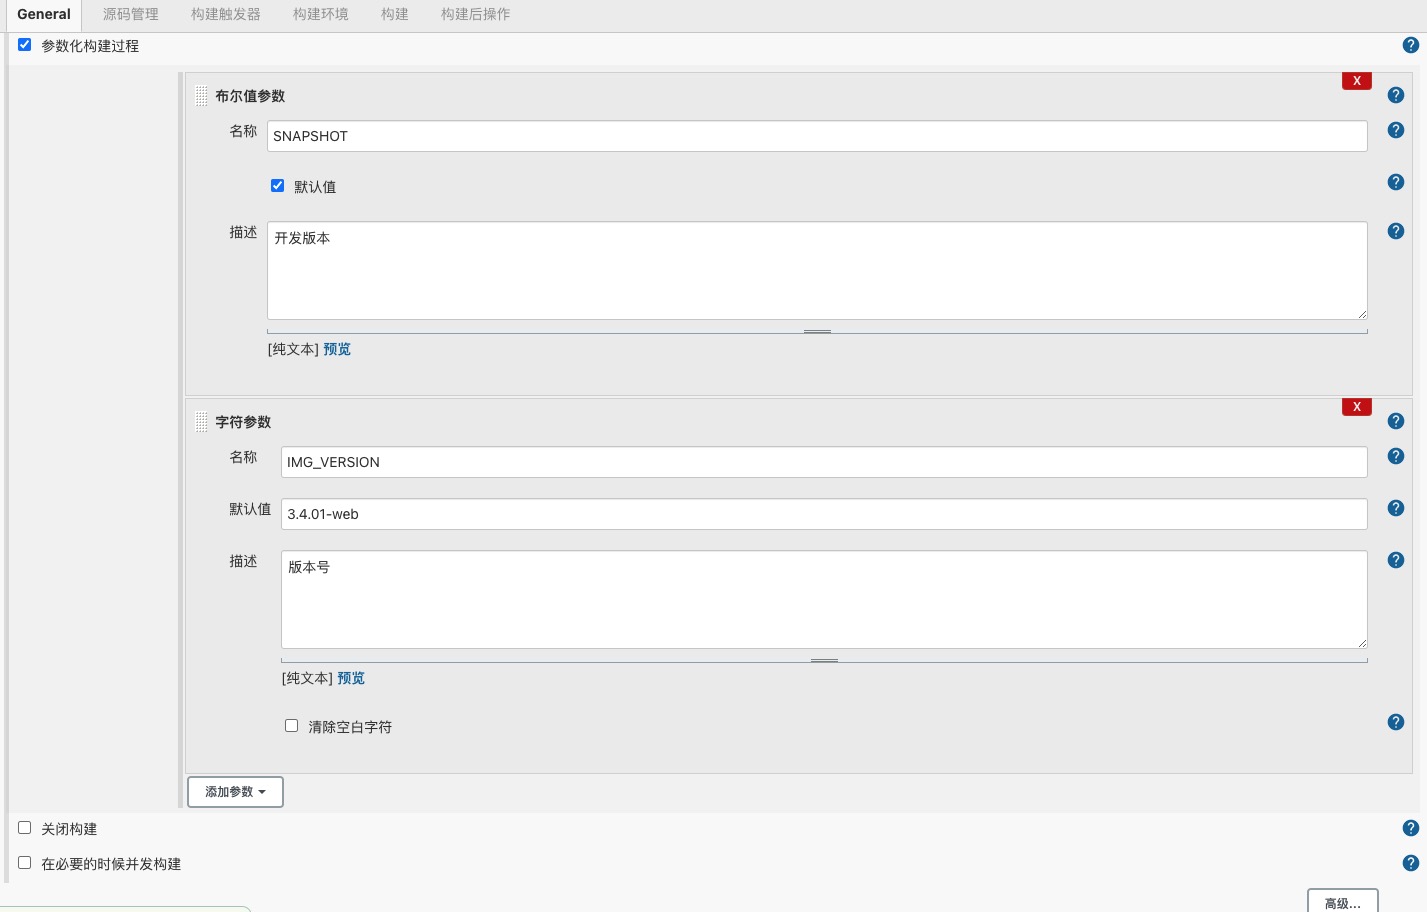 General 源码管理 构建触发器 构建环境 构建 构建后操作
参数化构建过程 ?
X
布尔值参数 ?
名称 SNAPSHOT ?
默认值 ?
描述 开发版本 ?
[纯文本] 预览
X
字符参数 ?
名称 IMG_VERSION ?
默认值 3.4.01-web ?
描述 版本号 ?
[纯文本] 预览
清除空白字符 ?
添加参数
关闭构建 ?
在必要的时候并发构建 ?
高级...